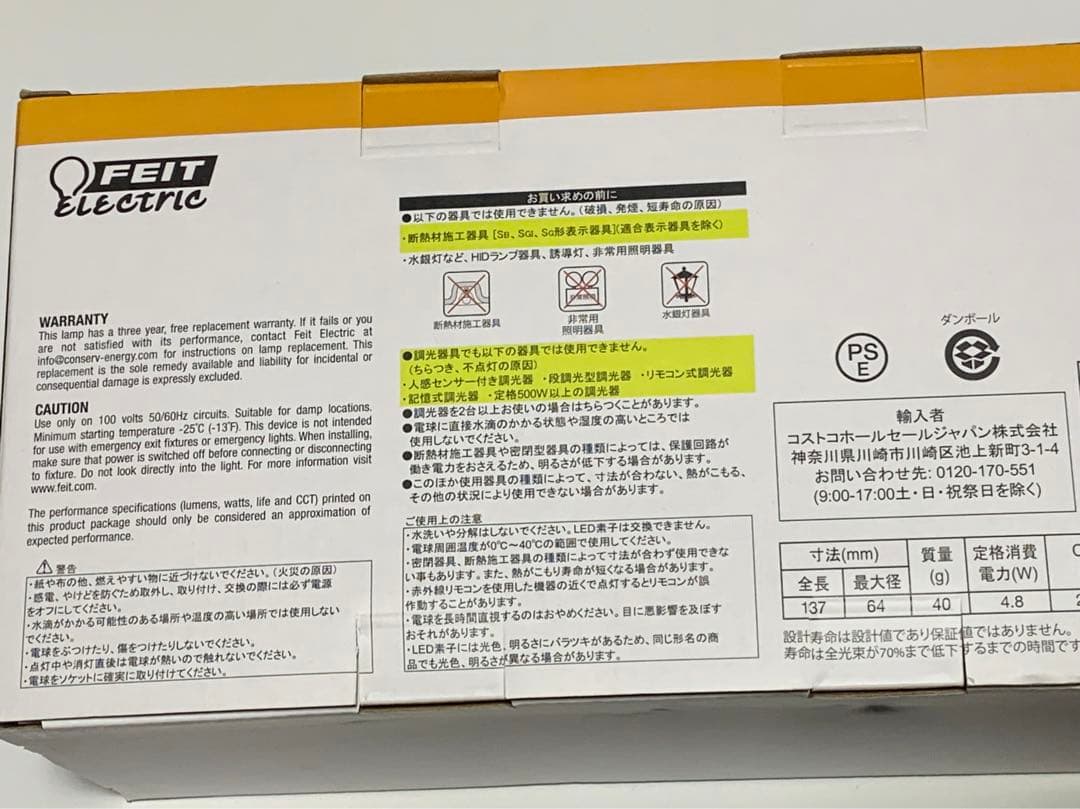 FEIT
Electric
WARRANTY
This lamp has a three year, free replacement warranty. If it fails or you
are not satisfied with its performance, contact Feit Electric at
info@conserv-energy.com for instructions on lamp replacement. This
replacement is the sole remedy available and liability for incidental or
consequential damage is expressly excluded.
CAUTION
Use only on 100 volts 50/60Hz circuits. Suitable for damp locations.
Minimum starting temperature -25℃ (-13℉). This device is not intended
for use with emergency exit fixtures or emergency lights. When installing,
make sure that power is switched off before connecting or disconnecting
to fixture. Do not look directly into the light. For more information visit
www.feit.com.
The performance specifications (lumens, watts, life and CCT) printed on
this product package should only be considered an approximation of
expected performance.
⚠ 警告
・紙や布の他、燃えやすい物に近づけないでください。（火災の原因）
・感電、やけどを防ぐため取外し、取り付け、交換の際には必ず電源
をオフにしてください。
・水滴がかかる可能性のある場所や温度の高い場所では使用しない
でください。
・電球をぶつけたり、傷をつけたりしないでください。
・点灯中や消灯直後は電球が熱いので触れないでください。
・電球をソケットに確実に取り付けてください。
お買い求めの前に
●以下の器具では使用できません。（破損、発煙、短寿命の原因）
・断熱材施工器具［SB、SGI、SG形表示器具］（適合表示器具を除く）
・水銀灯など、HIDランプ器具、誘導灯、非常用照明器具
断熱材施工器具
非常用
照明器具
水銀灯器具
●調光器具でも以下の器具では使用できません。
（ちらつき、不点灯の原因）
・人感センサー付き調光器 ・段調光型調光器 ・リモコン式調光器
・記憶式調光器 ・定格500W以上の調光器
●調光器を2台以上お使いの場合はちらつくことがあります。
●電球に直接水滴のかかる状態や湿度の高いところでは
使用しないでください。
●断熱材施工器具や密閉型器具の種類によっては、保護回路が
働き電力をおさえるため、明るさが低下する場合があります。
●このほか使用器具の種類によって、寸法が合わない、熱がこもる、
その他の状況により使用できない場合があります。
ご使用上の注意
・水洗いや分解はしないでください。LED素子は交換できません。
・電球周囲温度が0℃〜40℃の範囲で使用してください。
・密閉器具、断熱施工器具の種類によって寸法が合わず使用できな
い事もあります。また、熱がこもり寿命が短くなる場合があります。
・赤外線リモコンを使用した機器の近くで点灯するとリモコンが誤
作動することがあります。
・電球を長時間直視するのはおやめください。目に悪影響を及ぼす
おそれがあります。
・LED素子には光色、明るさにバラツキがあるため、同じ形名の商
品でも光色、明るさが異なる場合があります。
PS
E
ダンボール
輸入者
コストコホールセールジャパン株式会社
神奈川県川崎市川崎区池上新町3-1-4
お問い合わせ先：0120-170-551
（9:00-17:00土・日・祝祭日を除く）
寸法(mm) 質量 定格消費
全長 最大径 (g) 電力(W)
137 64 40 4.8
設計寿命は設計値であり保証値ではありません。
寿命は全光束が70%まで低下するまでの時間です